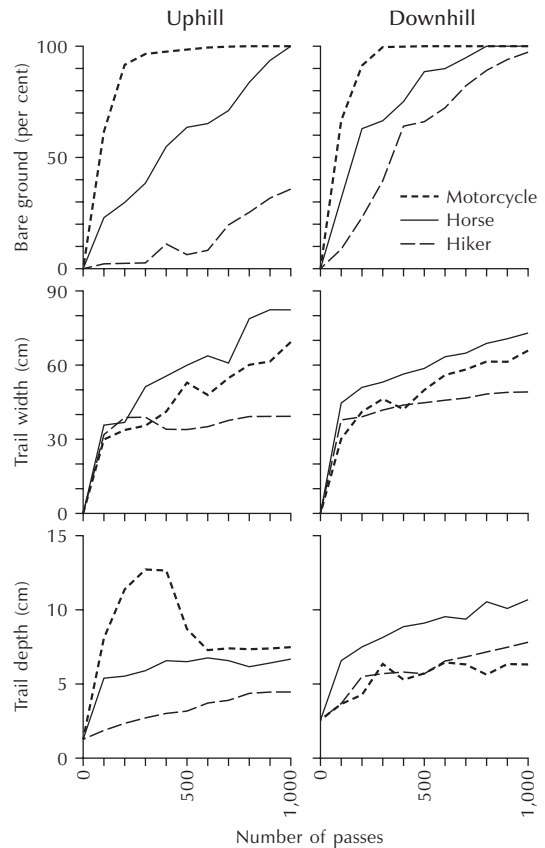 Uphill
Downhill
Bare ground (per cent)
100
50
0
Motorcycle
Horse
Hiker
Trail width (cm)
90
60
30
0
Trail depth (cm)
15
10
5
0
0
500
1,000
0
500
1,000
Number of passes